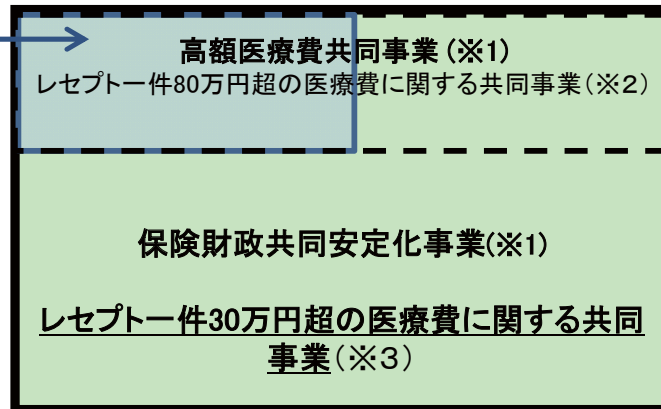 高額医療費共同事業(※1)
レセプト一件80万円超の医療費に関する共同事業(※2)
保険財政共同安定化事業(※1)
レセプト一件30万円超の医療費に関する共同
事業(※3)